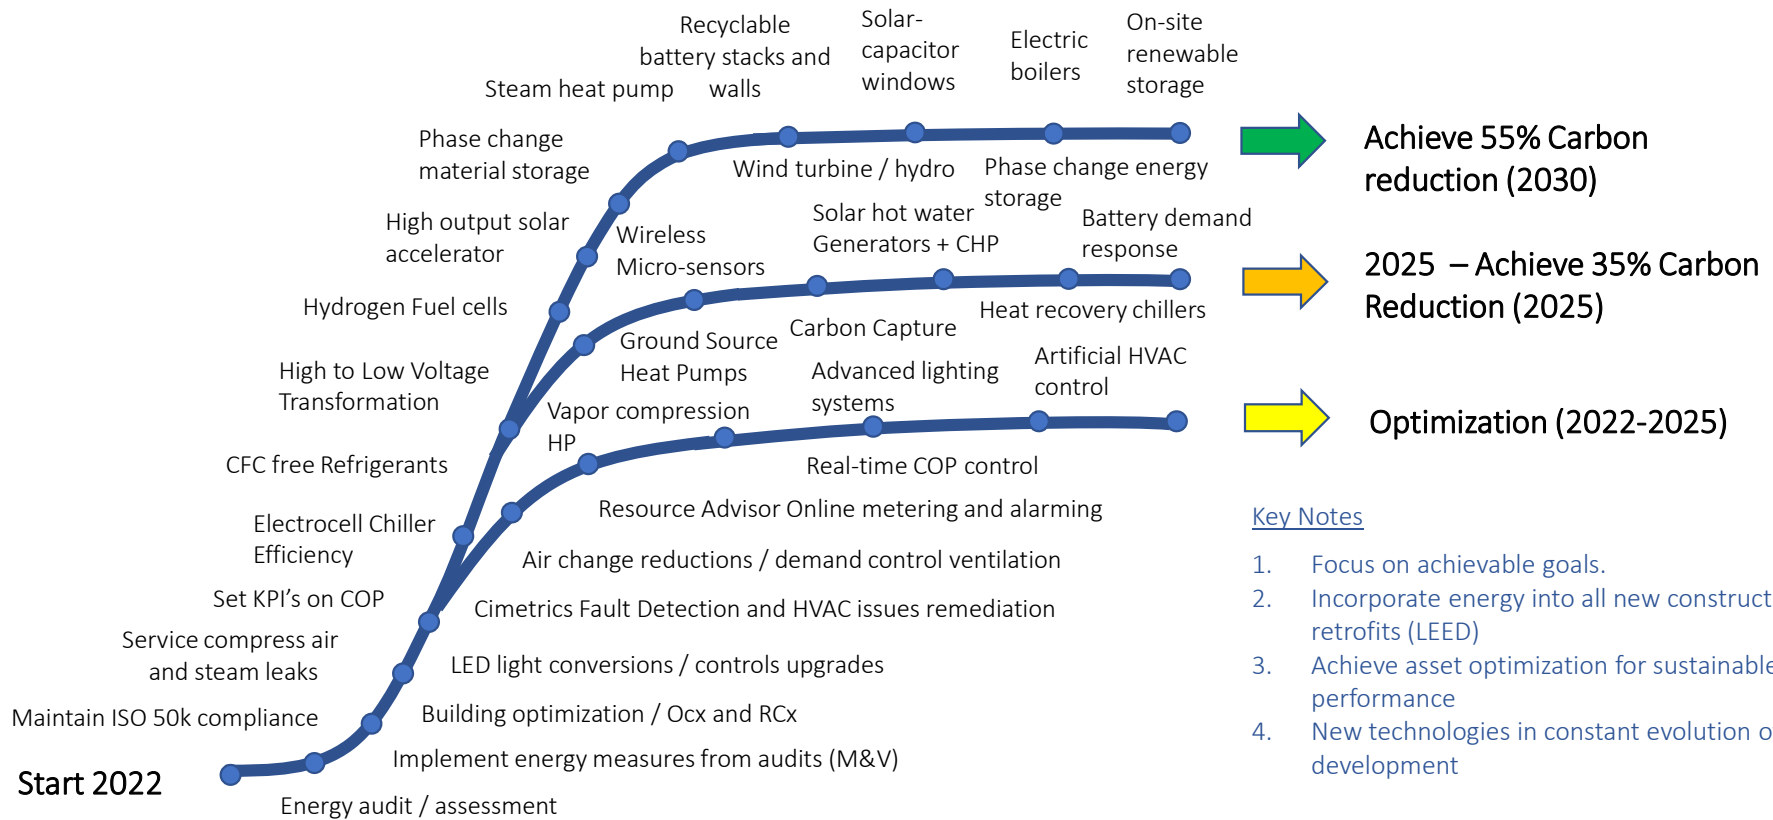 Recyclable
battery stacks and
walls
Solar-
capacitor
windows
Electric
boilers
On-site
renewable
storage
Steam heat pump
Phase change
material storage
Wind turbine / hydro
Phase change energy
storage
Achieve 55% Carbon
reduction (2030)
High output solar
accelerator
Wireless
Micro-sensors
Solar hot water
Generators + CHP
Battery demand
response
2025 – Achieve 35% Carbon
Reduction (2025)
Hydrogen Fuel cells
Ground Source
Heat Pumps
Carbon Capture
Heat recovery chillers
High to Low Voltage
Transformation
Vapor compression
HP
Advanced lighting
systems
Artificial HVAC
control
Optimization (2022-2025)
CFC free Refrigerants
Real-time COP control
Electrocell Chiller
Efficiency
Resource Advisor Online metering and alarming
Air change reductions / demand control ventilation
Set KPI’s on COP
Cimetrics Fault Detection and HVAC issues remediation
Service compress air
and steam leaks
LED light conversions / controls upgrades
Maintain ISO 50k compliance
Building optimization / Ocx and RCx
Implement energy measures from audits (M&V)
Start 2022
Energy audit / assessment
Key Notes
1. Focus on achievable goals.
2. Incorporate energy into all new construct
retrofits (LEED)
3. Achieve asset optimization for sustainable
performance
4. New technologies in constant evolution o
development